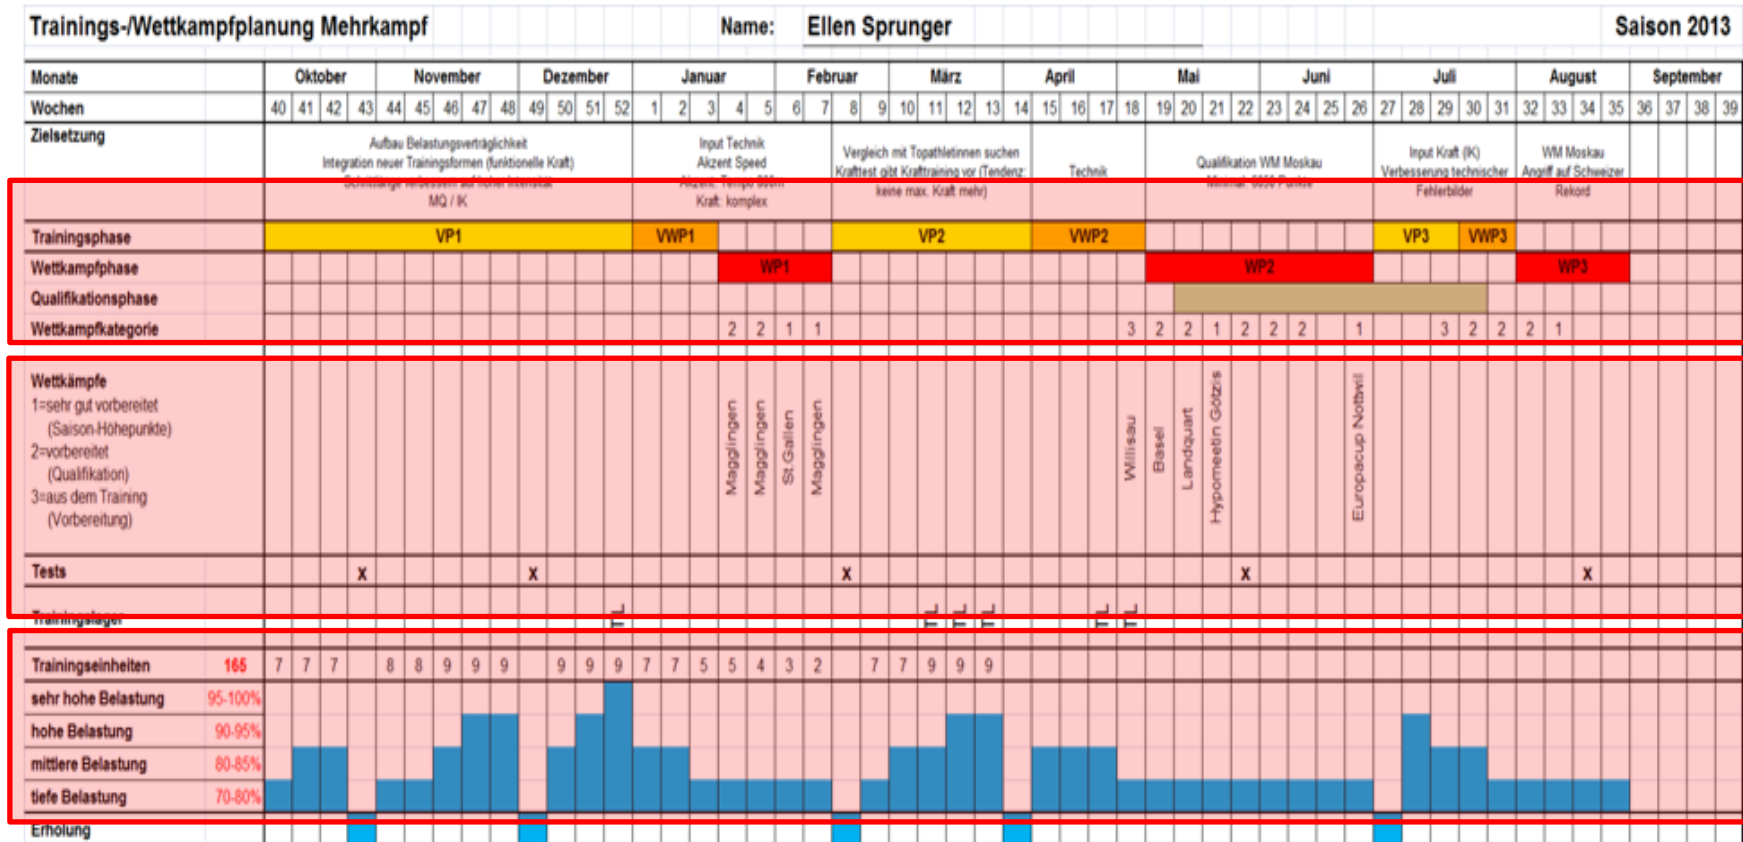 Trainings-/Wettkampfplanung Mehrkampf Name: Ellen Sprunger Saison 2013
Monate Oktober November Dezember Januar Februar März April Mai Juni Juli August September
Wochen 40 41 42 43 44 45 46 47 48 49 50 51 52 1 2 3 4 5 6 7 8 9 10 11 12 13 14 15 16 17 18 19 20 21 22 23 24 25 26 27 28 29 30 31 32 33 34 35 36 37 38 39
Zielsetzung
Aufbau Belastungsverträglichkeit
Integration neuer Trainingsformen (funktionelle Kraft)
Schrittlänge verbessern auf hoher Intensität
MQ / IK
Input Technik
Akzent Speed
Akzent: Tempo 800m
Kraft: komplex
Vergleich mit Topathletinnen suchen
Krafttest gibt Krafttraining vor (Tendenz:
keine max. Kraft mehr)
Technik
Qualifikation WM Moskau
Minimal: Punkte
Input Kraft (IK)
Verbesserung technischer
Fehlerbilder
WM Moskau
Angriff auf Schweizer
Rekord
Trainingsphase VP1 VWP1 VP2 VWP2 VP3 VWP3
Wettkampfphase WP1 WP2 WP3
Qualifikationsphase
Wettkampfkategorie 2 2 1 1 3 2 2 1 2 2 2 1 3 2 2 2 1
Wettkämpfe
1=sehr gut vorbereitet
(Saison-Höhepunkte)
2=vorbereitet
(Qualifikation)
3=aus dem Training
(Vorbereitung)
Magglingen
Magglingen
St.Gallen
Magglingen
Willisau
Basel
Landquart
Hypomeetin Götzis
Europacup Nottwil
Tests X X X X X
Trainingslager TL TL TL TL TL TL
Trainingseinheiten 165 7 7 7 8 8 9 9 9 9 9 9 7 7 5 5 4 3 2 7 7 9 9 9
sehr hohe Belastung 95-100%
hohe Belastung 90-95%
mittlere Belastung 80-85%
tiefe Belastung 70-80%
Erholung